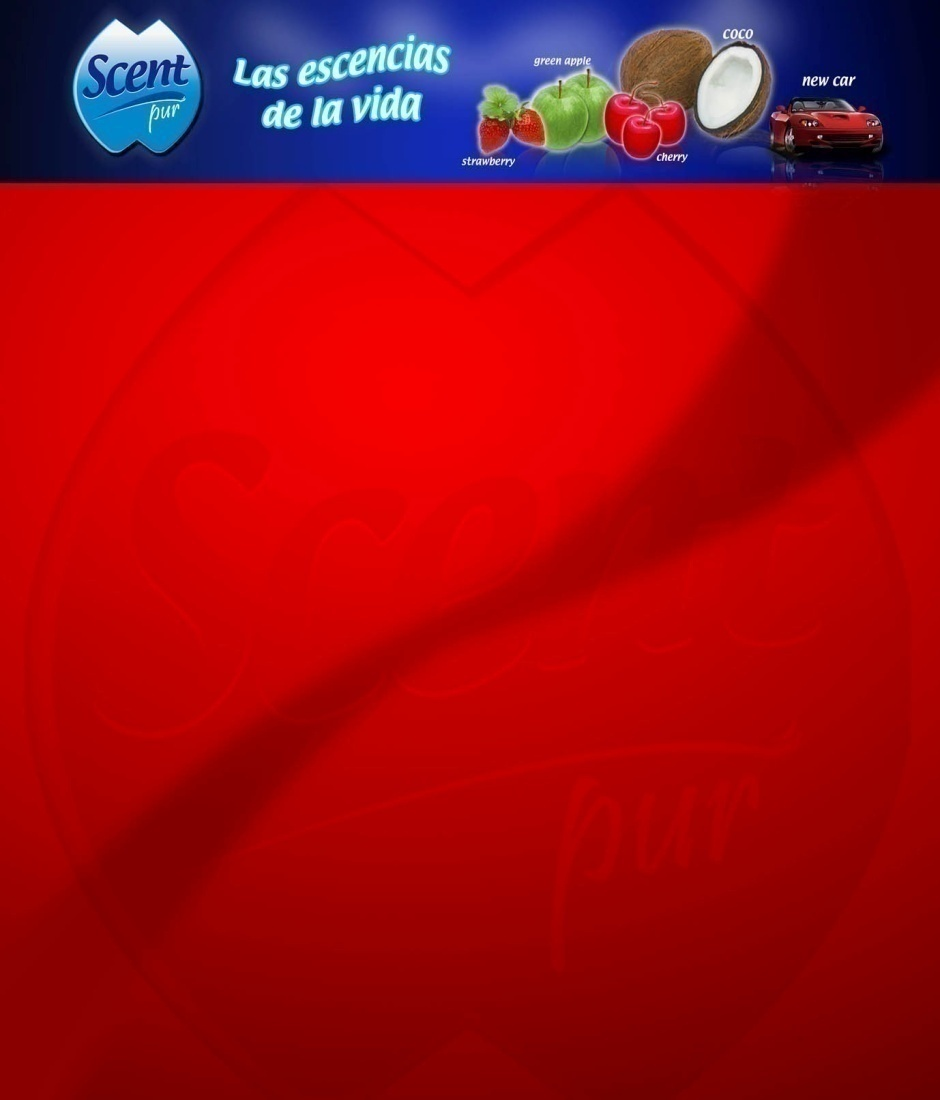 Scent
pur
Las escencias
de la vida
strawberry
green apple
cherry
coco
new car
Scent
pur